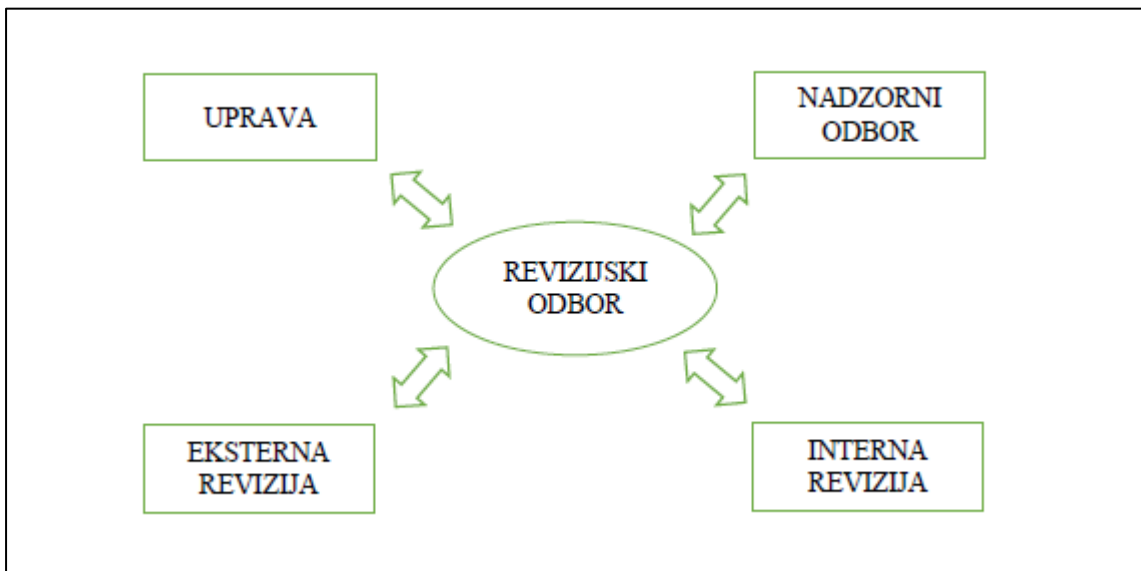 UPRAVA
NADZORNI
ODBOR
REVIZIJSKI
ODBOR
EKSTERNA
REVIZIJA
INTERNA
REVIZIJA